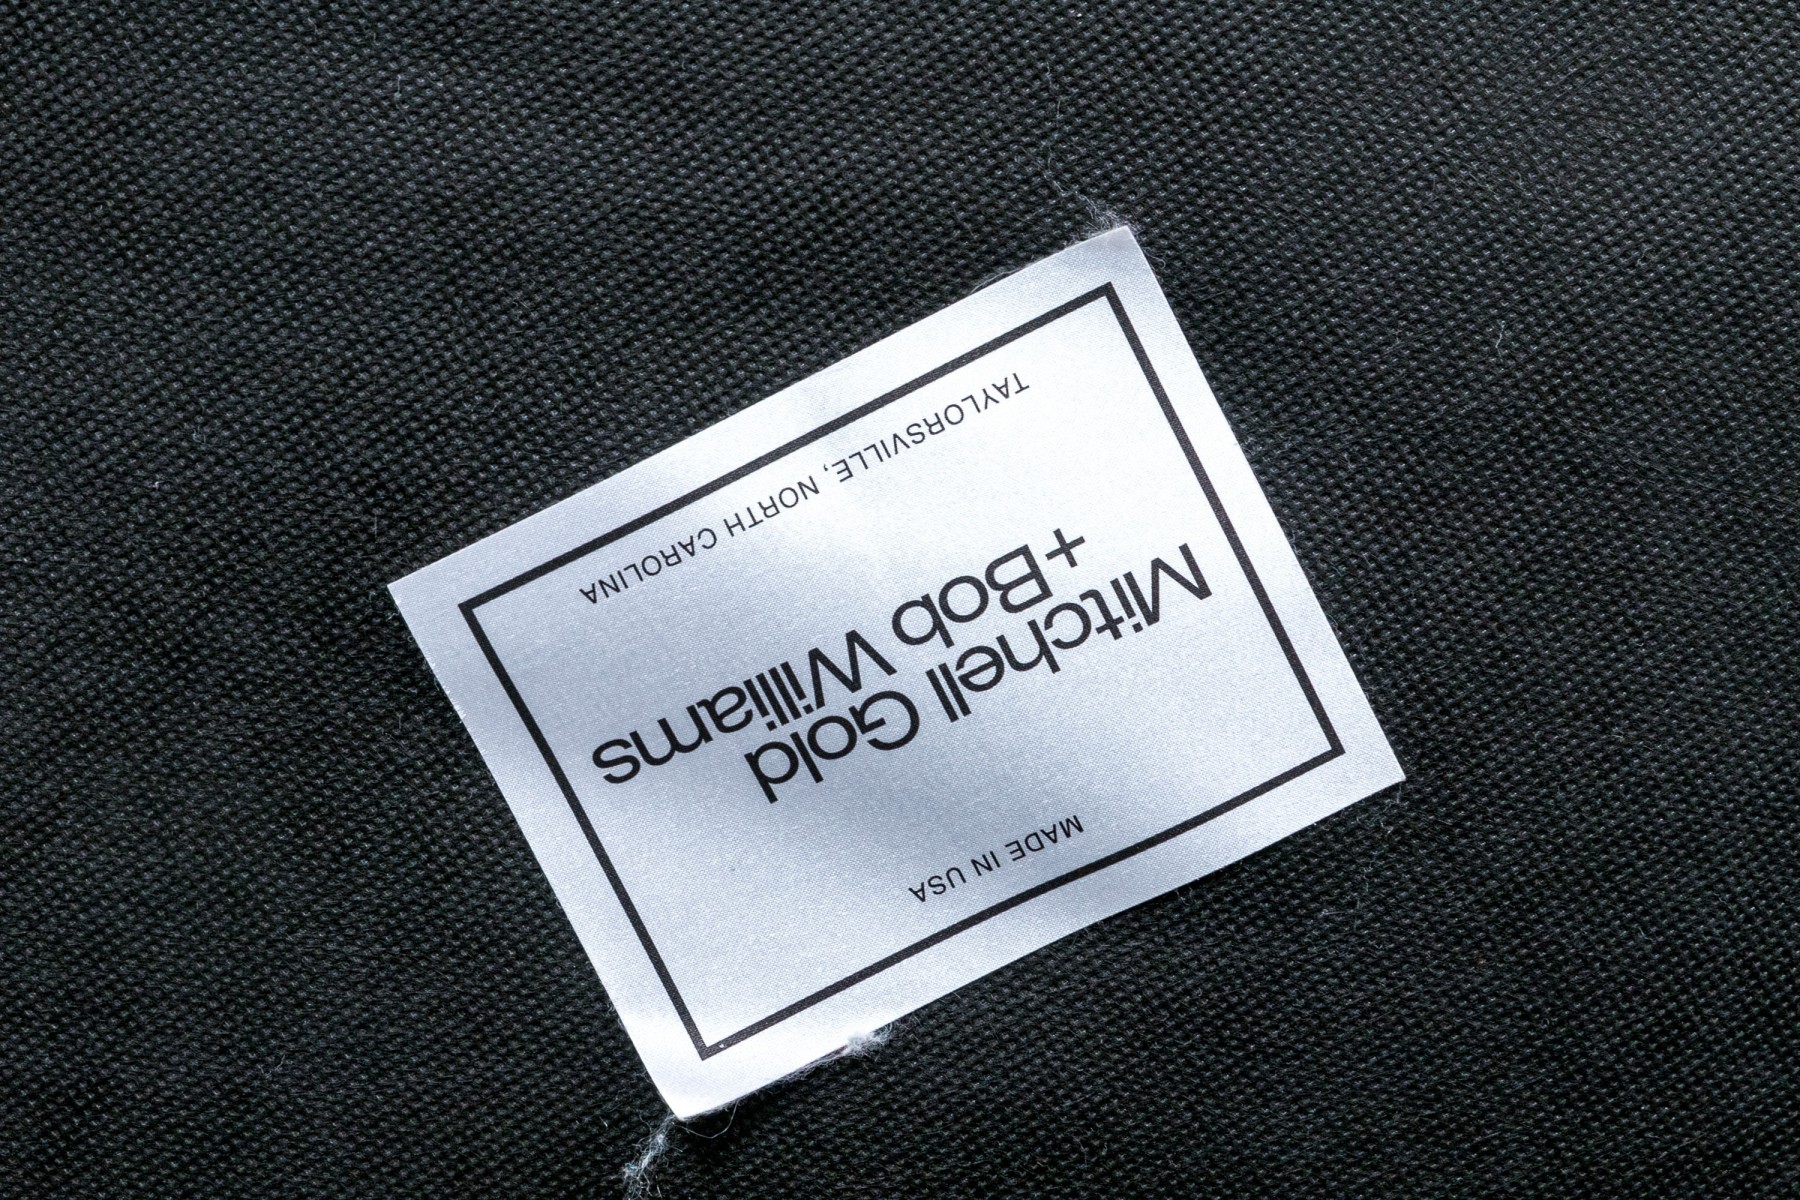 MADE IN USA
Mitchell Gold
+Bob Williams
TAYLORSVILLE, NORTH CAROLINA